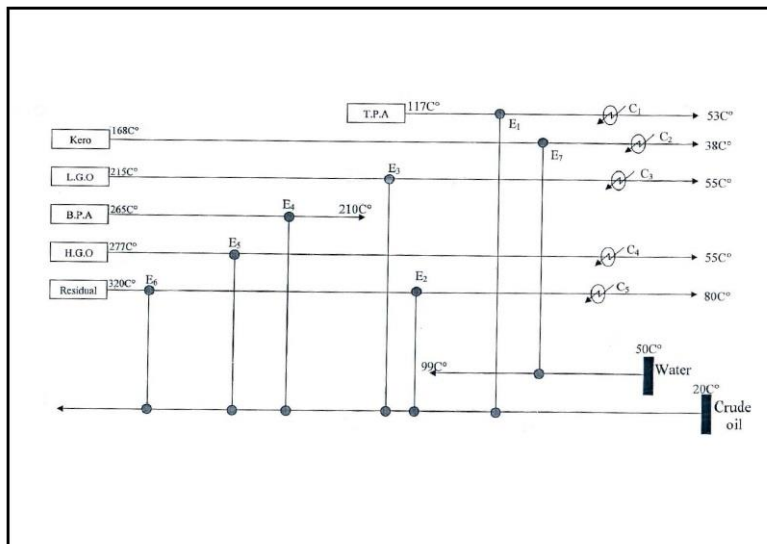 T.P.A 117C° E₁ C₁ 53C°
Kero 168C° E₇ C₂ 38C°
L.G.O 215C° E₃ C₃ 55C°
B.P.A 265C° E₄ 210C°
H.G.O 277C° E₅ C₄ 55C°
Residual 320C° E₆ E₂ C₅ 80C°
50C°
99C° Water
20C°
Crude
oil